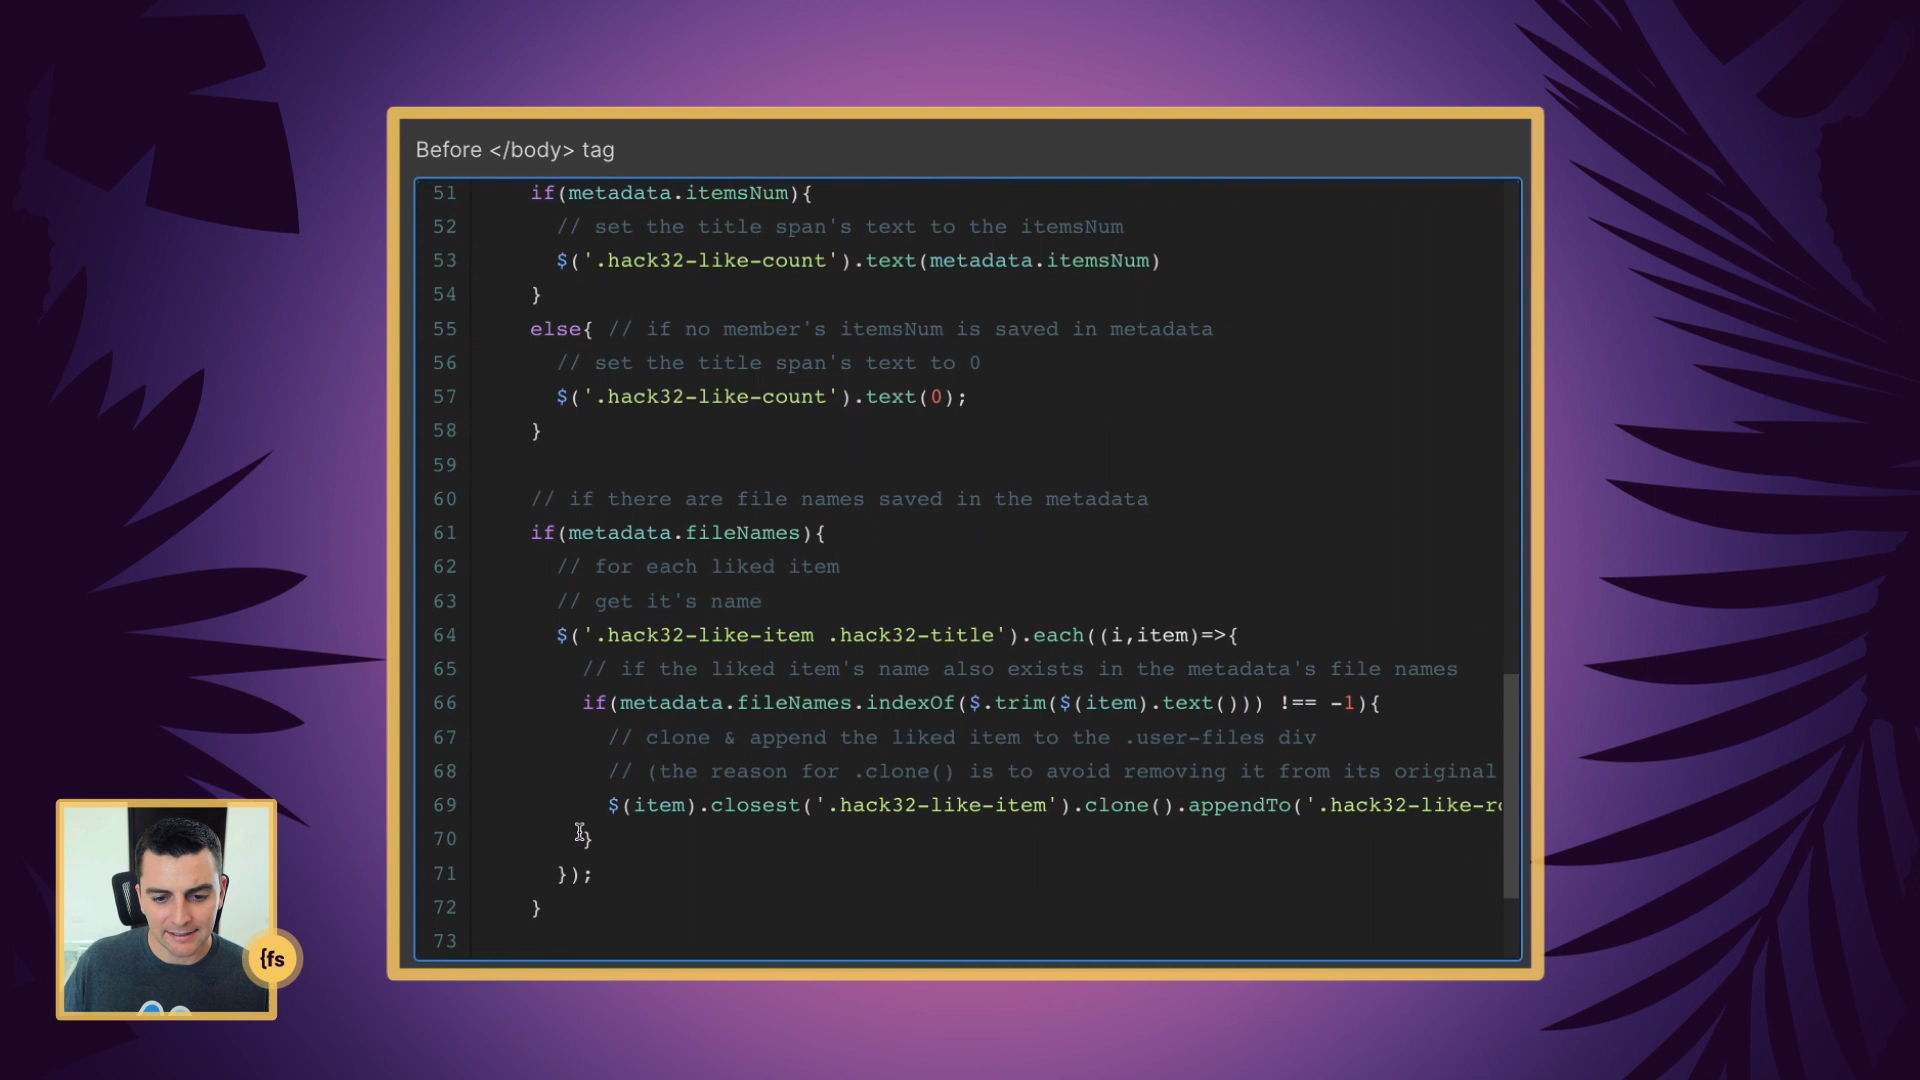 Before </body> tag
51 if(metadata.itemsNum){
52 // set the title span's text to the itemsNum
53 $('.hack32-like-count').text(metadata.itemsNum)
54 }
55 else{ // if no member's itemsNum is saved in metadata
56 // set the title span's text to 0
57 $('.hack32-like-count').text(0);
58 }
59
60 // if there are file names saved in the metadata
61 if(metadata.fileNames){
62 // for each liked item
63 // get it's name
64 $('.hack32-like-item .hack32-title').each((i,item)=>{
65 // if the liked item's name also exists in the metadata's file names
66 if(metadata.fileNames.indexOf($.trim($(item).text())) !== -1){
67 // clone & append the liked item to the .user-files div
68 // (the reason for .clone() is to avoid removing it from its original
69 $(item).closest('.hack32-like-item').clone().appendTo('.hack32-like-ro
70 }
71 });
72 }
73
{fs